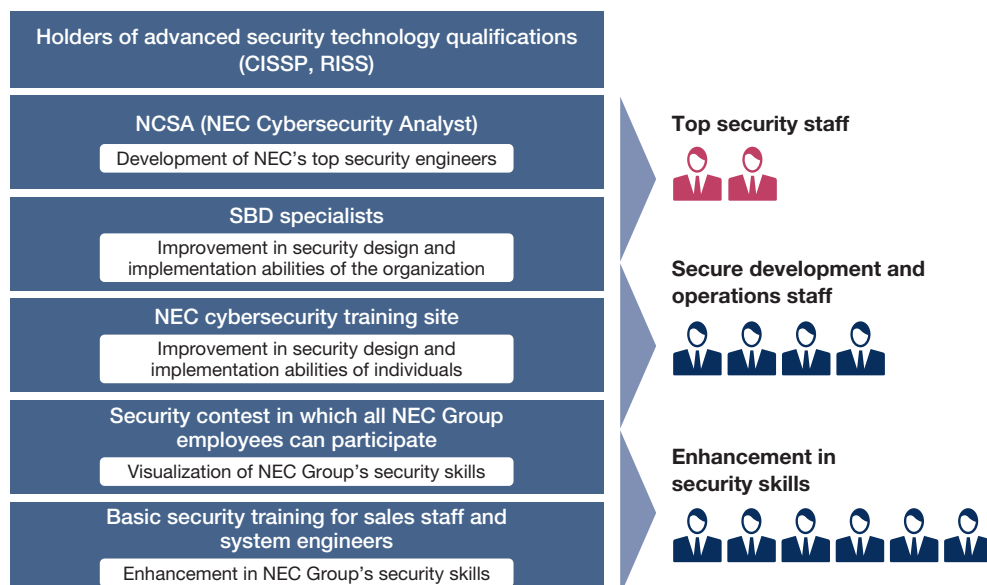 Holders of advanced security technology qualifications
(CISSP, RISS)
NCSA (NEC Cybersecurity Analyst)
Development of NEC's top security engineers
SBD specialists
Improvement in security design and
implementation abilities of the organization
NEC cybersecurity training site
Improvement in security design and
implementation abilities of individuals
Security contest in which all NEC Group
employees can participate
Visualization of NEC Group's security skills
Basic security training for sales staff and
system engineers
Enhancement in NEC Group's security skills
Top security staff
Secure development and
operations staff
Enhancement in
security skills